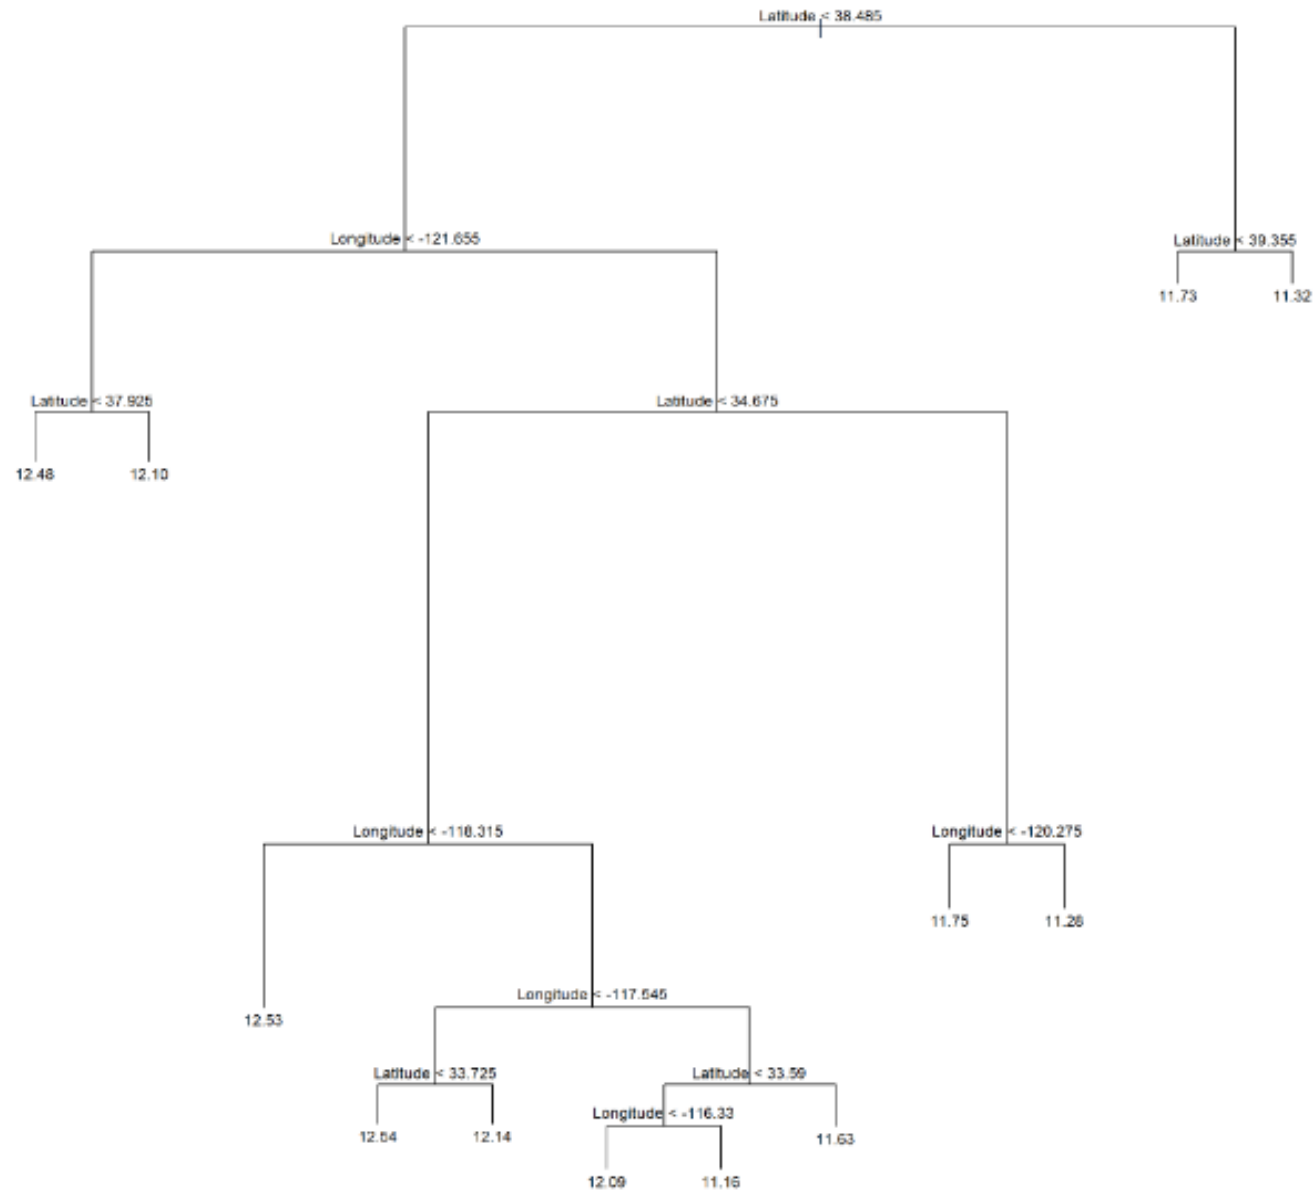 Latitude < 38.485
Longitude < -121.655
Latitude < 39.355
11.73
11.32
Latitude < 37.925
Latitude < 34.675
12.48
12.10
Longitude < -118.315
Longitude < -120.275
11.75
11.28
Longitude < -117.545
12.53
Latitude < 33.725
Latitude < 33.59
Longitude < -116.33
12.54
12.14
11.63
12.09
11.16